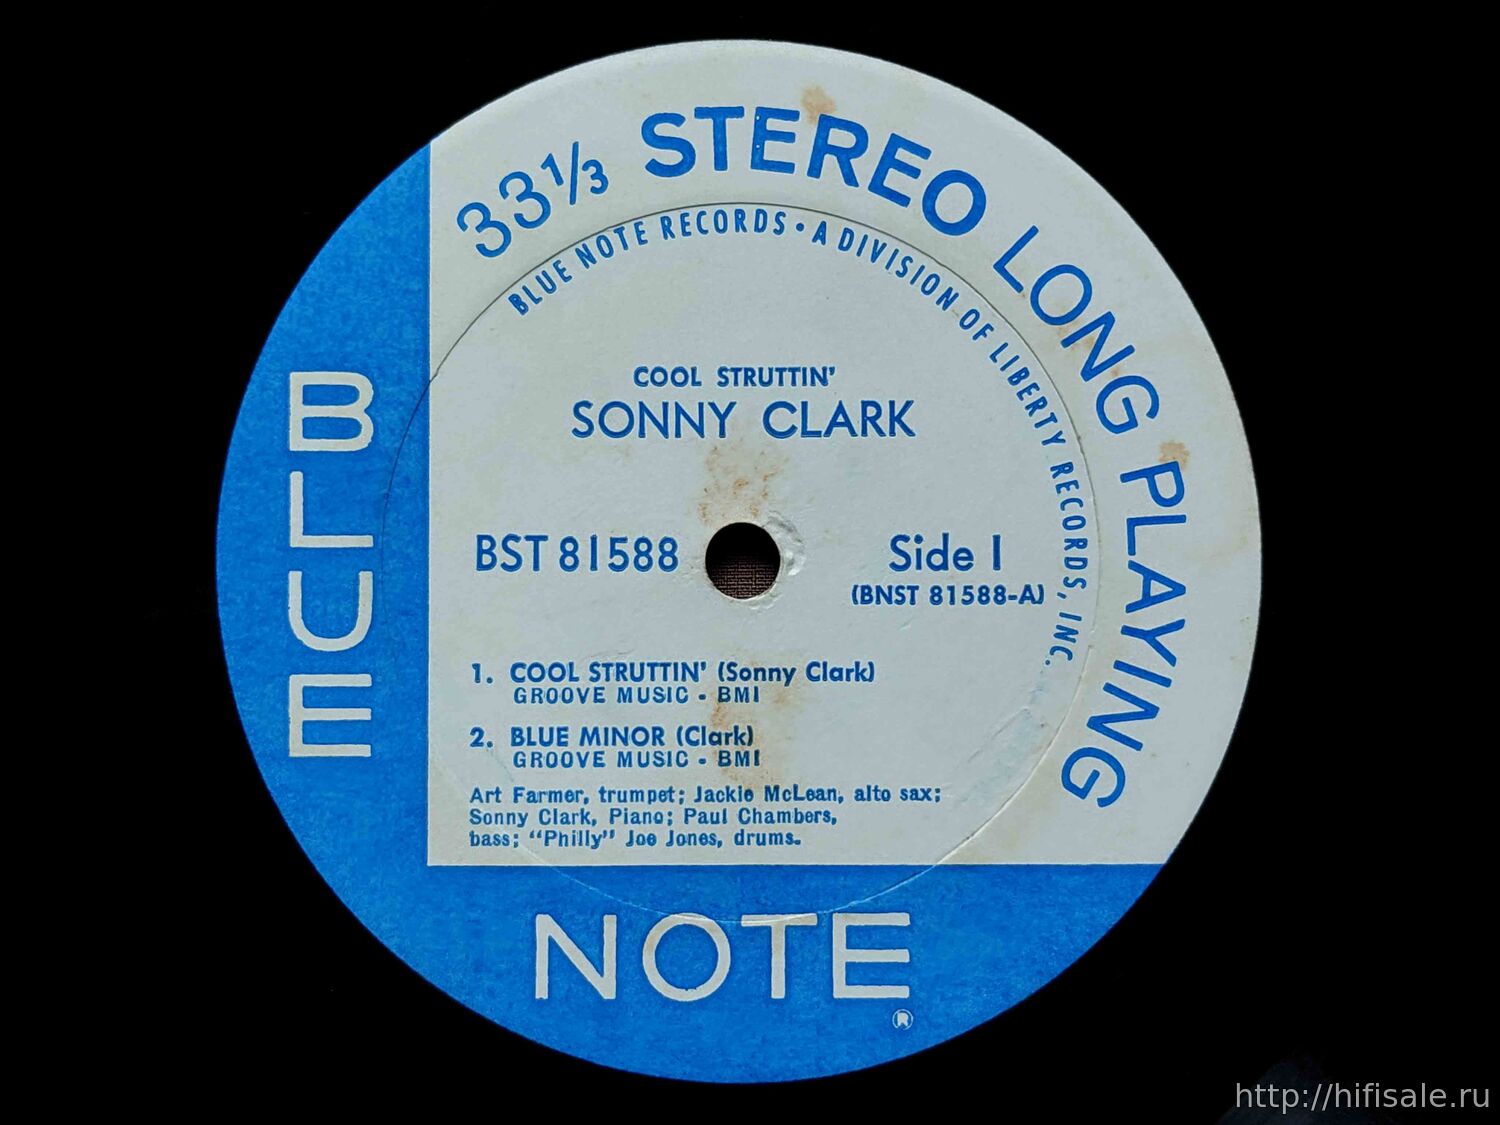 33⅓ STEREO LONG PLAYING
BLUE NOTE RECORDS • A DIVISION OF LIBERTY RECORDS, INC.
COOL STRUTTIN'
SONNY CLARK
BST 81588
Side 1
(BNST 81588-A)
1. COOL STRUTTIN' (Sonny Clark)
GROOVE MUSIC - BMI
2. BLUE MINOR (Clark)
GROOVE MUSIC - BMI
Art Farmer, trumpet; Jackie McLean, alto sax;
Sonny Clark, Piano; Paul Chambers,
bass; "Philly" Joe Jones, drums.
BLUE
NOTE
®
http://hifisale.ru